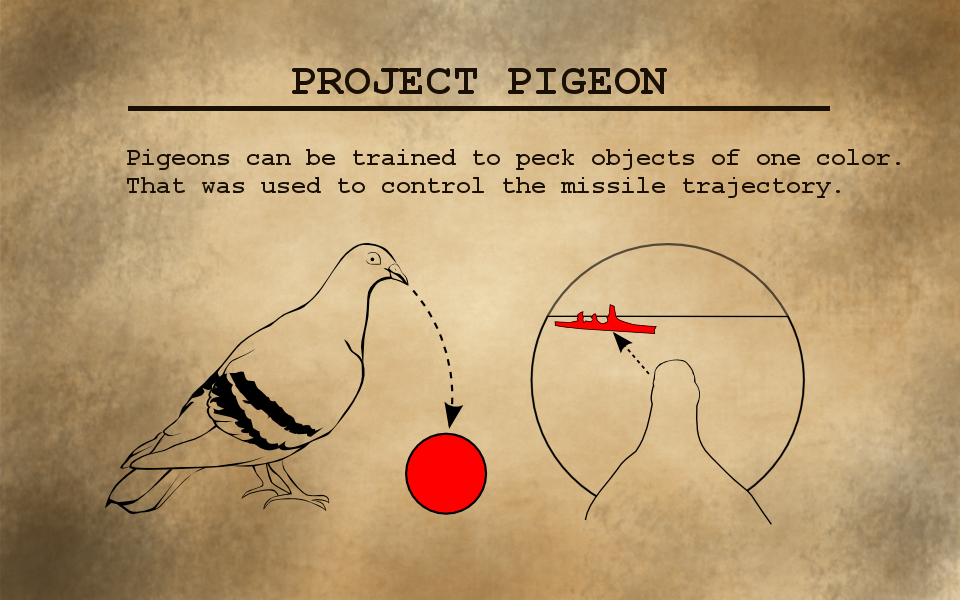 PROJECT PIGEON
Pigeons can be trained to peck objects of one color.
That was used to control the missile trajectory.